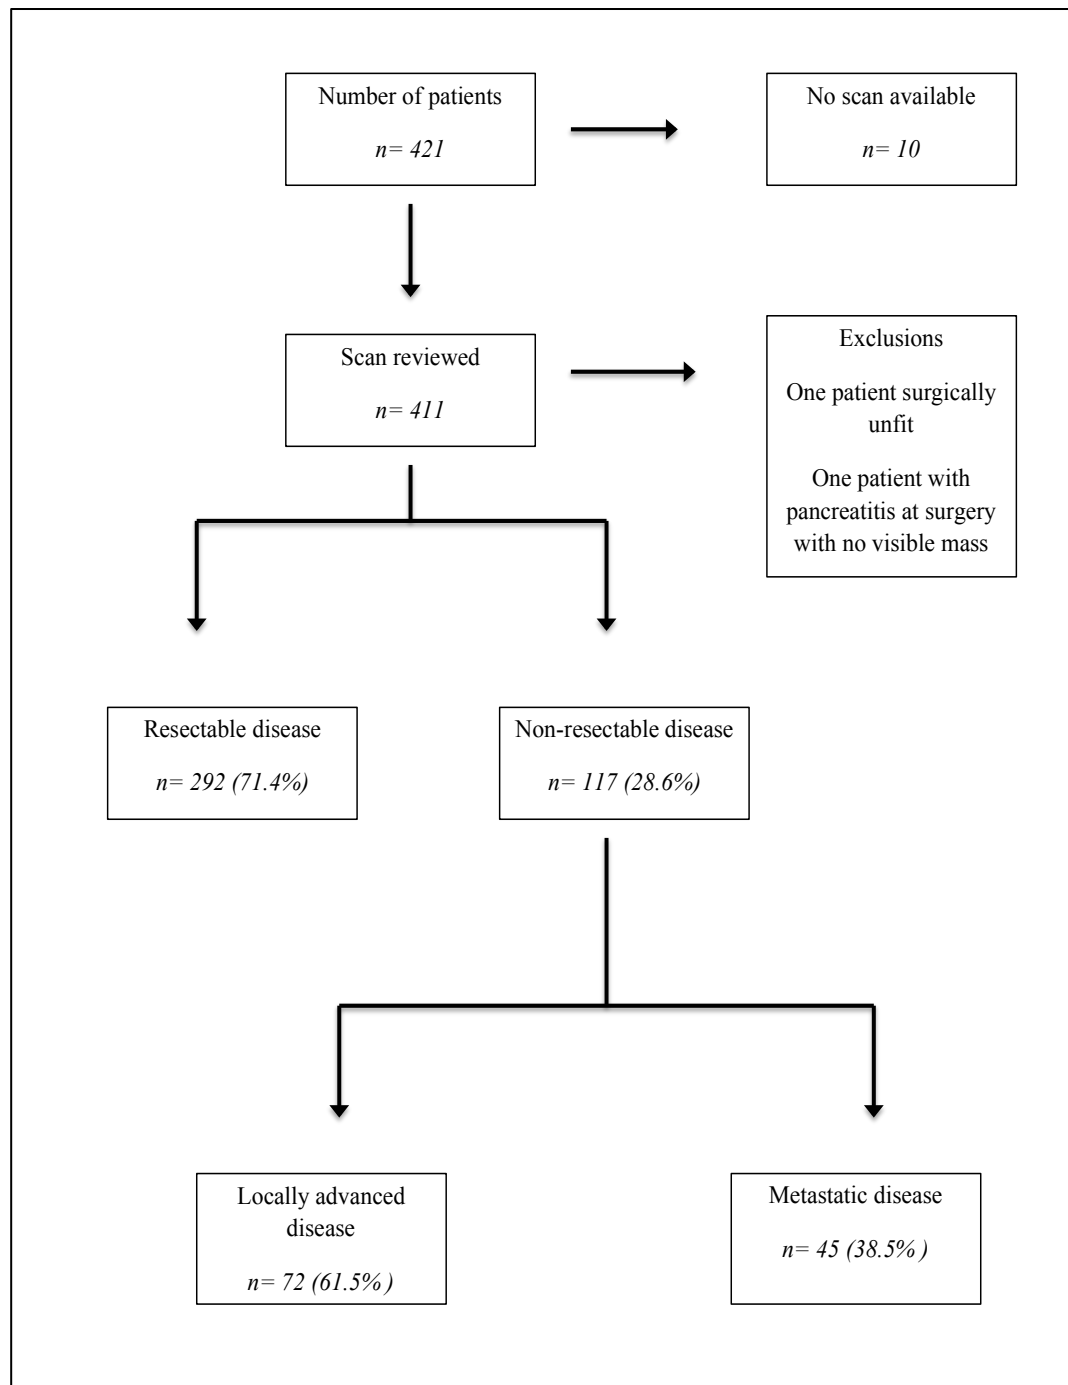 Number of patients
n= 421
No scan available
n= 10
Scan reviewed
n= 411
Exclusions
One patient surgically
unfit
One patient with
pancreatitis at surgery
with no visible mass
Resectable disease
n= 292 (71.4%)
Non-resectable disease
n= 117 (28.6%)
Locally advanced
disease
n= 72 (61.5%)
Metastatic disease
n= 45 (38.5%)